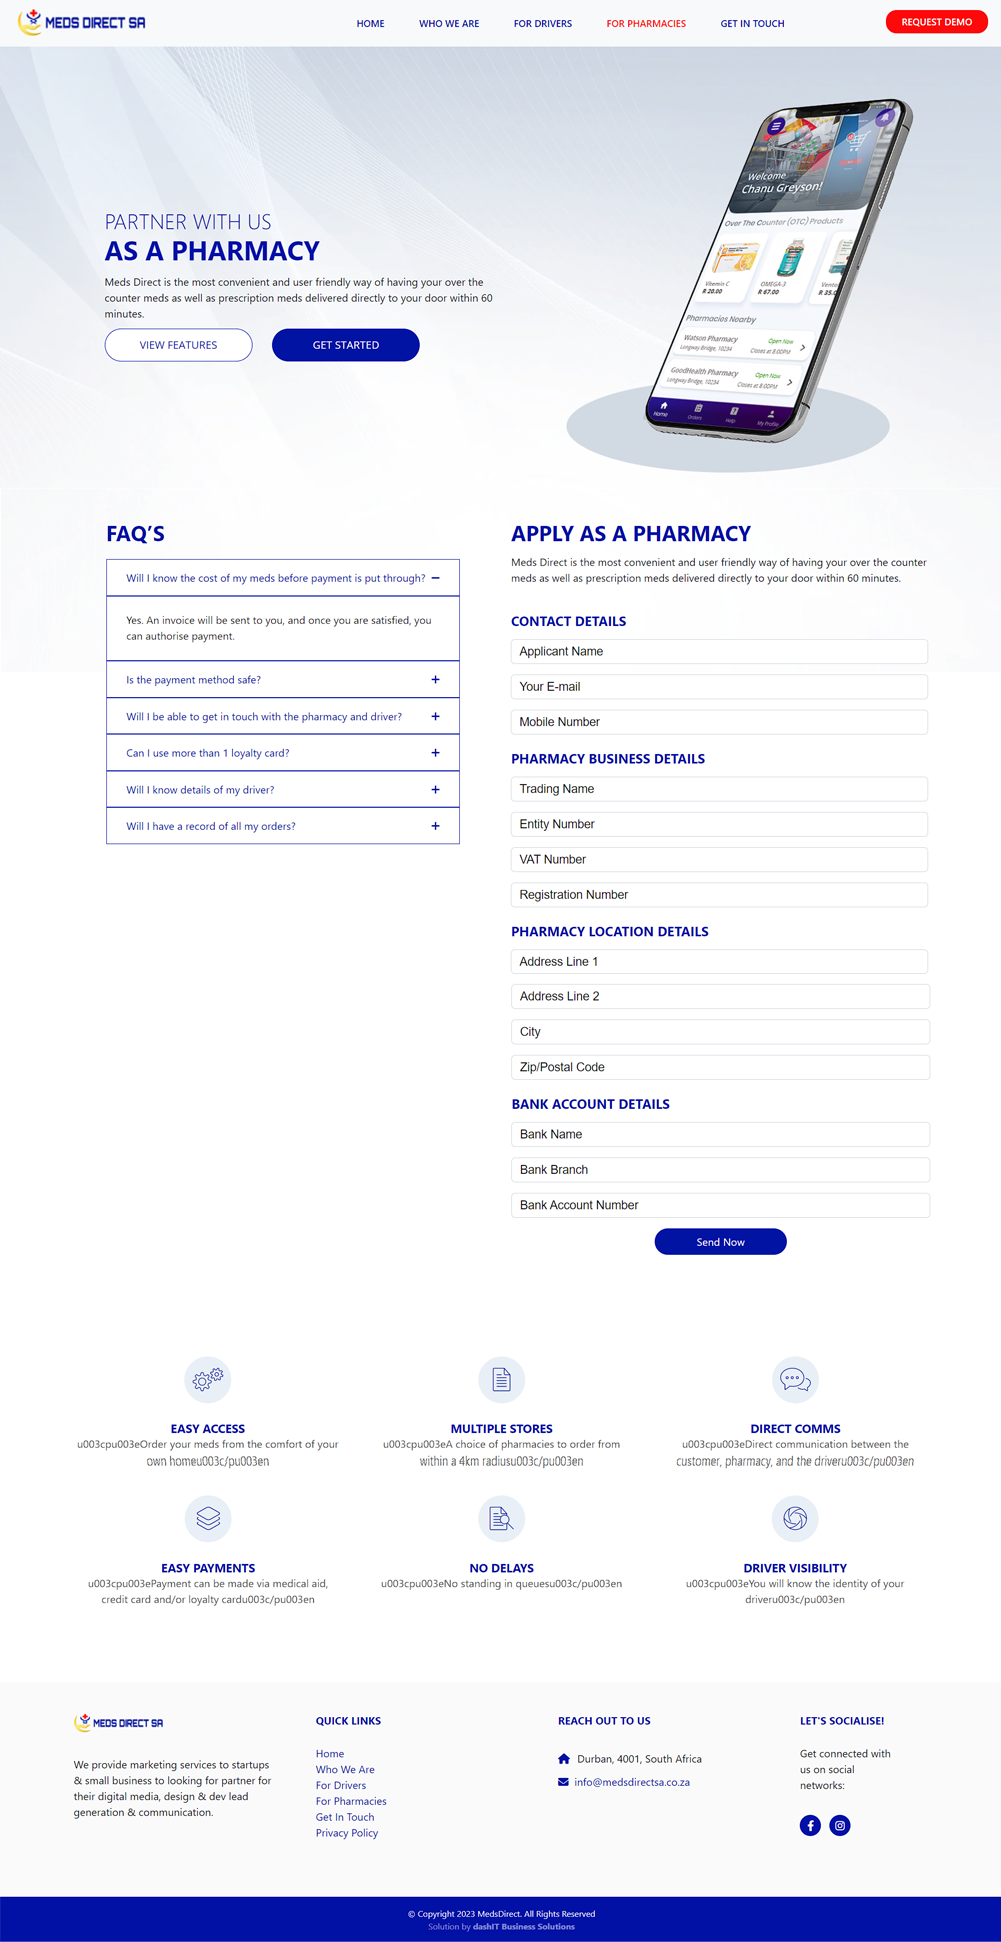 MEDS DIRECT SA
HOME
WHO WE ARE
FOR DRIVERS
FOR PHARMACIES
GET IN TOUCH
REQUEST DEMO
PARTNER WITH US
AS A PHARMACY
Meds Direct is the most convenient and user friendly way of having your over the
counter meds as well as prescription meds delivered directly to your door within 60
minutes.
VIEW FEATURES
GET STARTED
Welcome
Chanu Greyson!
Over The Counter (OTC) Products
Vitamin C
R 20.00
OMEGA-3
R 67.00
Vento
R 35.0
Pharmacies Nearby
Watson Pharmacy
Longway Bridge, 10234
Open Now
Closes at 8:00PM
GoodHealth Pharmacy
Longway Bridge, 10234
Open Now
Closes at 8:00PM
Home
Orders
Help
My Profile
FAQ'S
Will I know the cost of my meds before payment is put through?
Yes. An invoice will be sent to you, and once you are satisfied, you
can authorise payment.
Is the payment method safe?
Will I be able to get in touch with the pharmacy and driver?
Can I use more than 1 loyalty card?
Will I know details of my driver?
Will I have a record of all my orders?
APPLY AS A PHARMACY
Meds Direct is the most convenient and user friendly way of having your over the counter
meds as well as prescription meds delivered directly to your door within 60 minutes.
CONTACT DETAILS
Applicant Name
Your E-mail
Mobile Number
PHARMACY BUSINESS DETAILS
Trading Name
Entity Number
VAT Number
Registration Number
PHARMACY LOCATION DETAILS
Address Line 1
Address Line 2
City
Zip/Postal Code
BANK ACCOUNT DETAILS
Bank Name
Bank Branch
Bank Account Number
Send Now
EASY ACCESS
u003cpu003eOrder your meds from the comfort of your
own homeu003c/pu003en
MULTIPLE STORES
u003cpu003eA choice of pharmacies to order from
within a 4km radiusu003c/pu003en
DIRECT COMMS
u003cpu003eDirect communication between the
customer, pharmacy, and the driveru003c/pu003en
EASY PAYMENTS
u003cpu003ePayment can be made via medical aid,
credit card and/or loyalty cardu003c/pu003en
NO DELAYS
u003cpu003eNo standing in queuesu003c/pu003en
DRIVER VISIBILITY
u003cpu003eYou will know the identity of your
driveru003c/pu003en
MEDS DIRECT SA
We provide marketing services to startups
& small business to looking for partner for
their digital media, design & dev lead
generation & communication.
QUICK LINKS
Home
Who We Are
For Drivers
For Pharmacies
Get In Touch
Privacy Policy
REACH OUT TO US
Durban, 4001, South Africa
info@medsdirectsa.co.za
LET'S SOCIALISE!
Get connected with
us on social
networks:
© Copyright 2023 MedsDirect. All Rights Reserved
Solution by dashIT Business Solutions